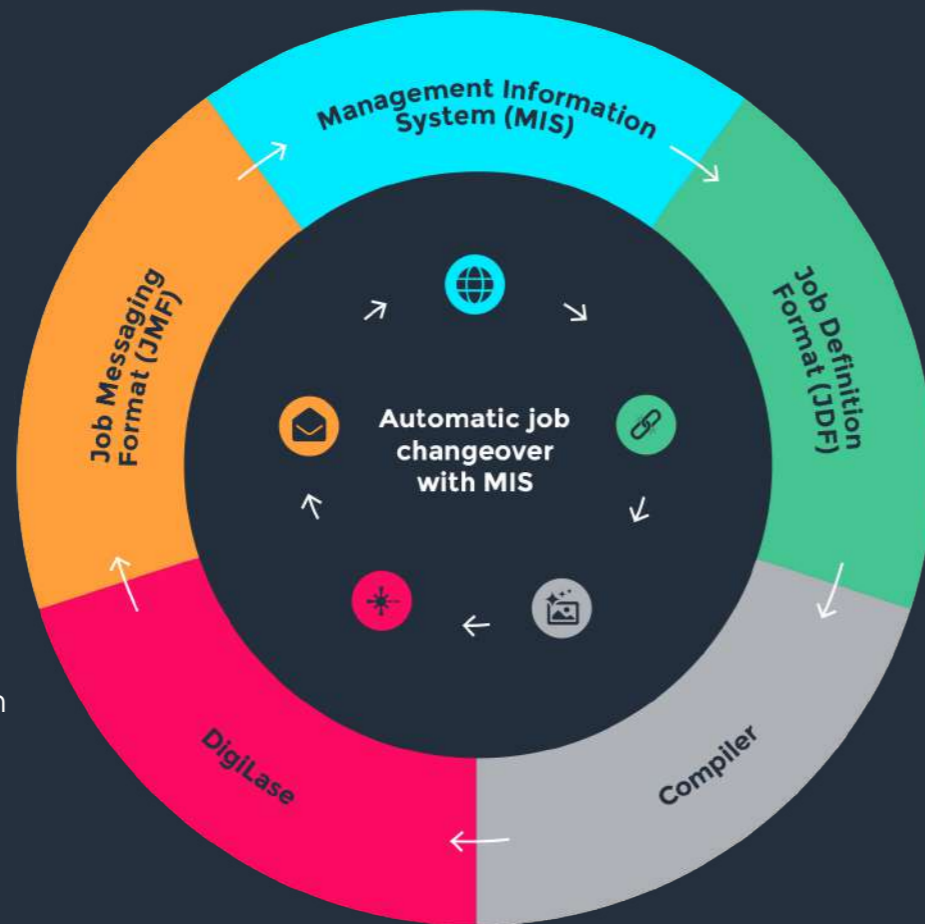 Management Information
System (MIS)
Job Definition
Format (JDF)
Compiler
DigiLase
Job Messaging
Format (JMF)
Automatic job
changeover
with MIS